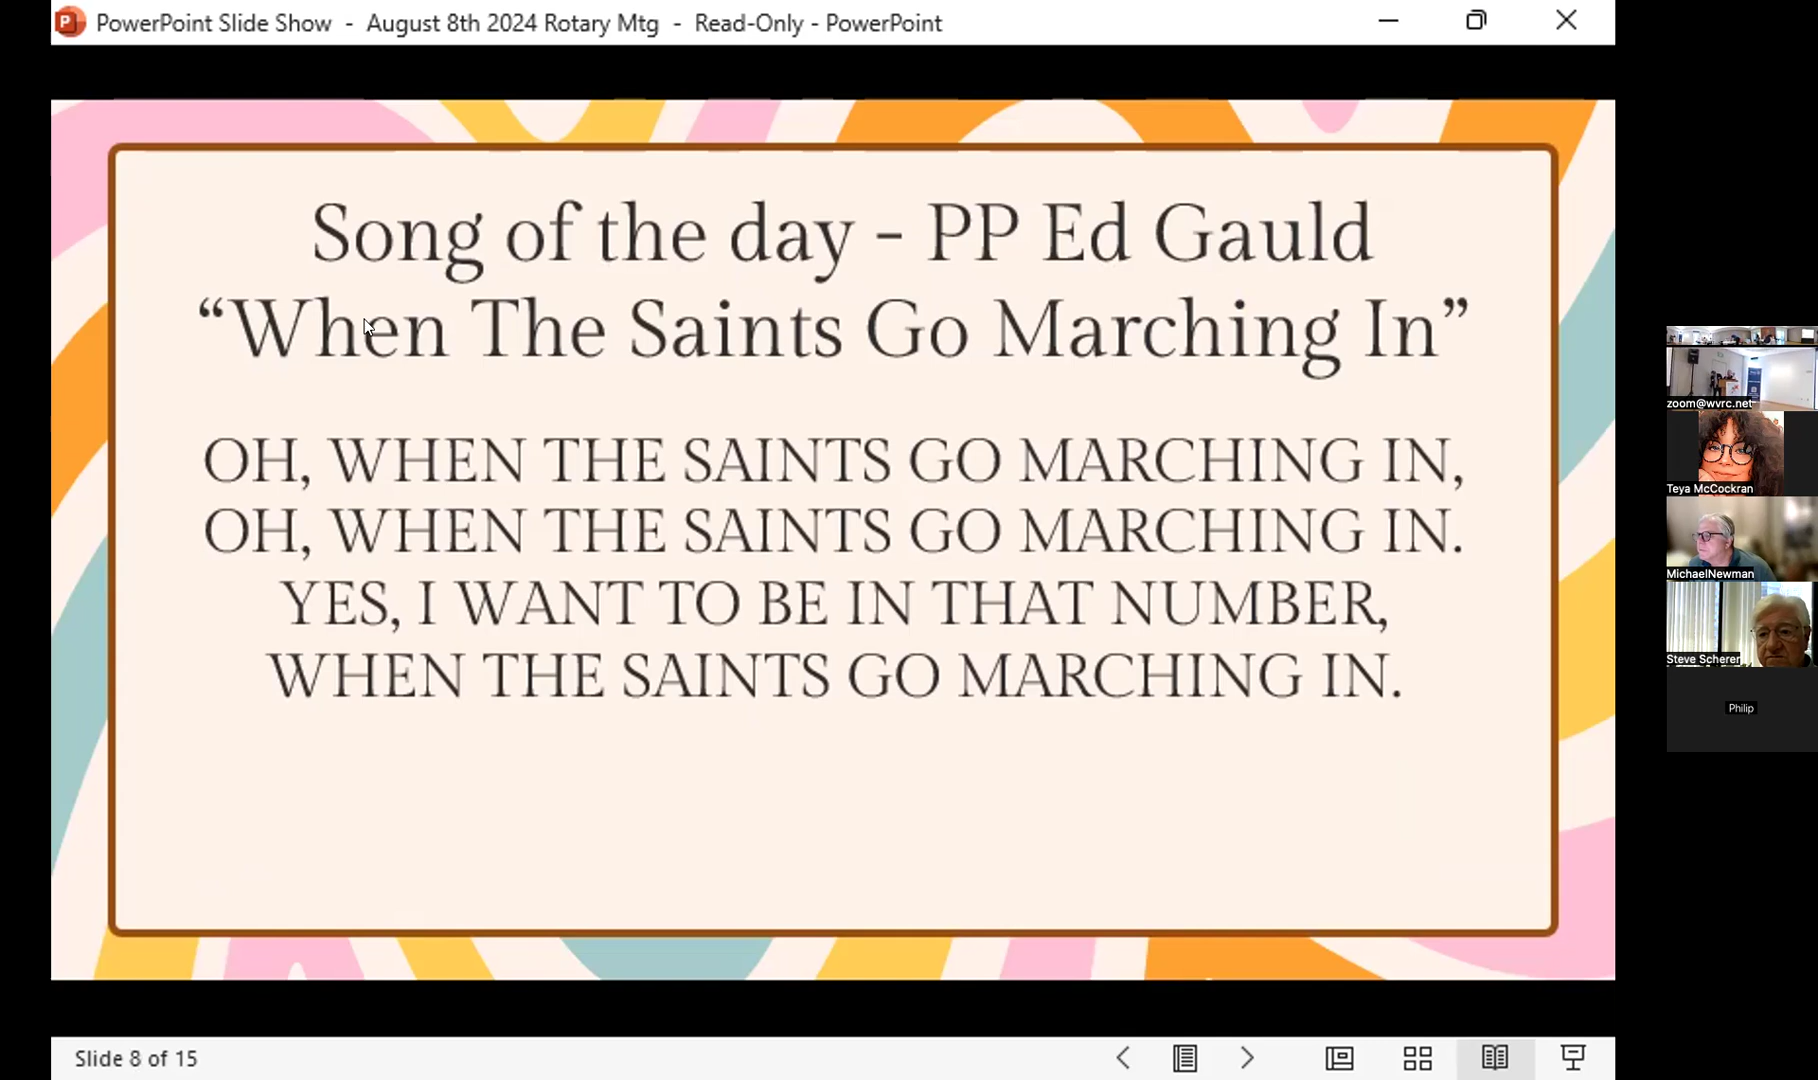 PowerPoint Slide Show - August 8th 2024 Rotary Mtg - Read-Only - PowerPoint
Song of the day - PP Ed Gauld
“When The Saints Go Marching In”
OH, WHEN THE SAINTS GO MARCHING IN,
OH, WHEN THE SAINTS GO MARCHING IN.
YES, I WANT TO BE IN THAT NUMBER,
WHEN THE SAINTS GO MARCHING IN.
zoom@wvrc.net
Teya McCockran
MichaelNewman
Steve Scherer
Philip
Slide 8 of 15